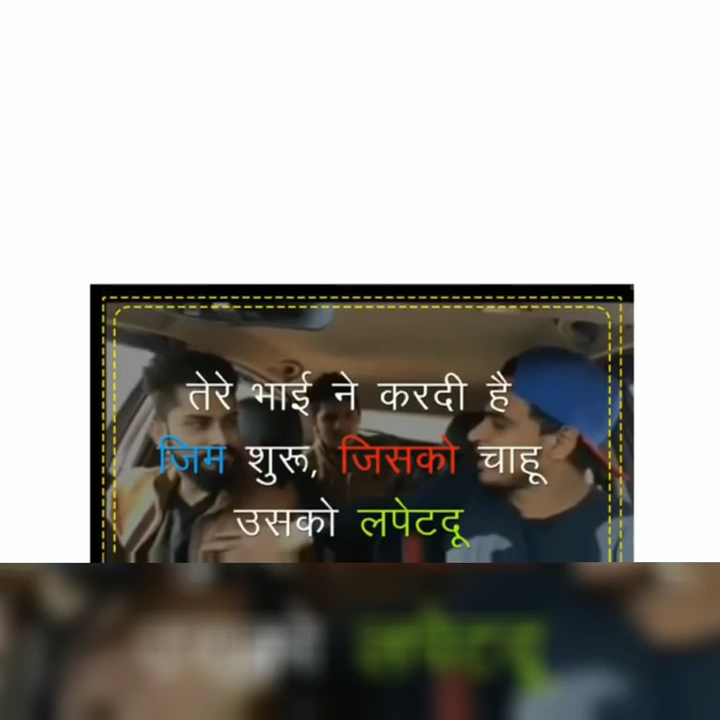 तेरे भाई ने करदी है
जिम शुरू, जिसको चाहू
उसको लपेटदू